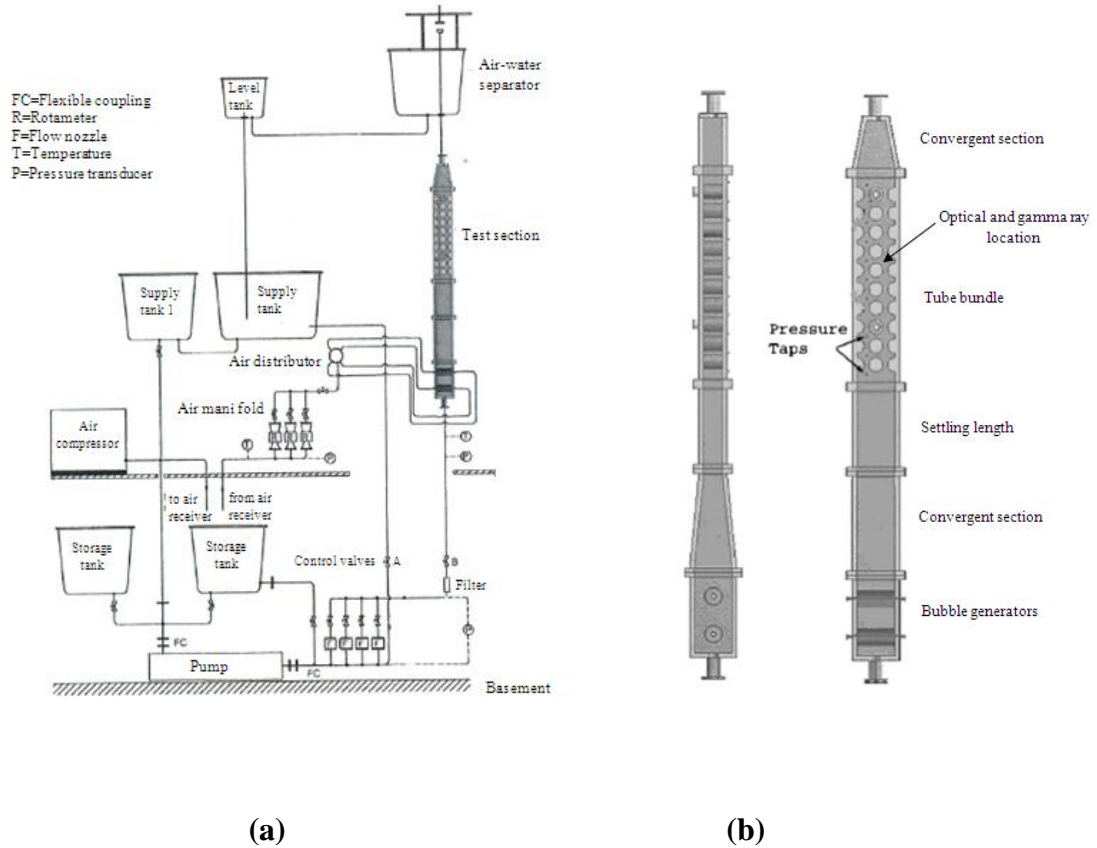 FC=Flexible coupling
R=Rotameter
F=Flow nozzle
T=Temperature
P=Pressure transducer
Level
tank
Air-water
separator
Test section
Supply
tank 1
Supply
tank
Air distributor
Air mani fold
Air
compressor
T
P
T
P
to air
receiver
from air
receiver
Storage
tank
Storage
tank
Control valves
A
B
Filter
P
FC
F
F
F
F
Pump
FC
Basement
(a)
Convergent section
Optical and gamma ray
location
Tube bundle
Pressure
Taps
Settling length
Convergent section
Bubble generators
(b)